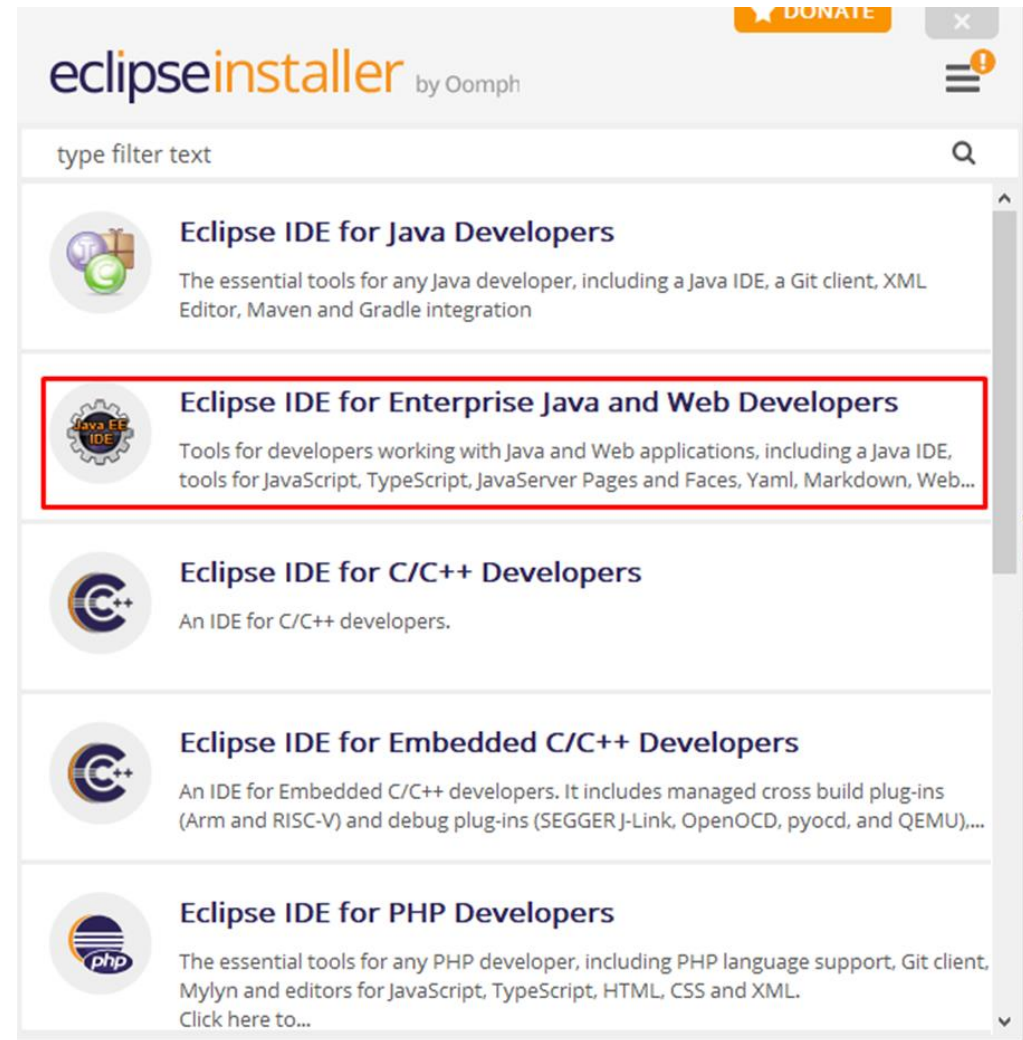 DONATE
x
eclipseinstaller by Oomph
!
type filter text
Eclipse IDE for Java Developers
The essential tools for any Java developer, including a Java IDE, a Git client, XML
Editor, Maven and Gradle integration
Java EE
IDE
Eclipse IDE for Enterprise Java and Web Developers
Tools for developers working with Java and Web applications, including a Java IDE,
tools for JavaScript, TypeScript, JavaServer Pages and Faces, Yaml, Markdown, Web...
C++
Eclipse IDE for C/C++ Developers
An IDE for C/C++ developers.
C++
Eclipse IDE for Embedded C/C++ Developers
An IDE for Embedded C/C++ developers. It includes managed cross build plug-ins
(Arm and RISC-V) and debug plug-ins (SEGGER J-Link, OpenOCD, pyocd, and QEMU),...
php
Eclipse IDE for PHP Developers
The essential tools for any PHP developer, including PHP language support, Git client,
Mylyn and editors for JavaScript, TypeScript, HTML, CSS and XML.
Click here to...